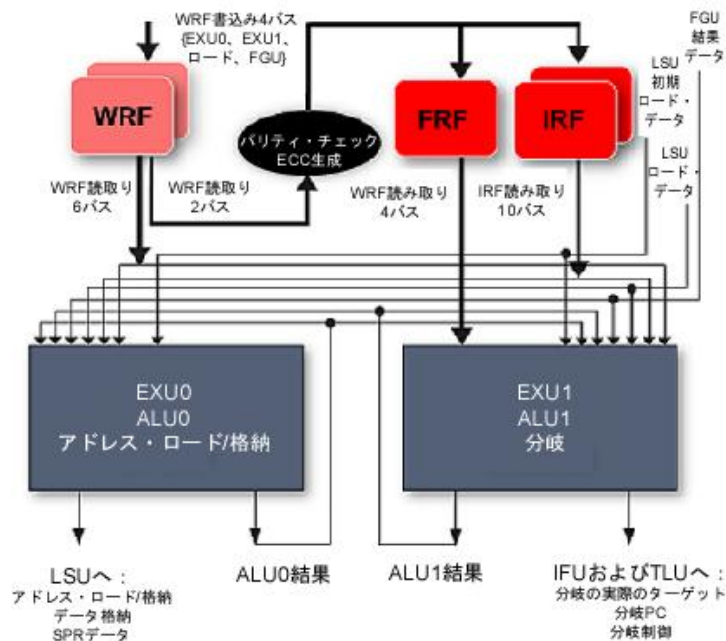 WRF書込み4バス
{EXU0、EXU1、
ロード、FGU}
FGU
結果
データ
LSU
初期
ロード・
データ
LSU
ロード・
データ
WRF
パリティ・チェック
ECC生成
FRF
IRF
WRF読取り
6バス
WRF読取り
2バス
WRF読み取り
4バス
IRF読み取り
10バス
EXU0
ALU0
アドレス・ロード/格納
EXU1
ALU1
分岐
LSUへ：
アドレス・ロード/格納
データ格納
SPRデータ
ALU0結果
ALU1結果
IFUおよびTLUへ：
分岐の実際のターゲット
分岐PC
分岐制御